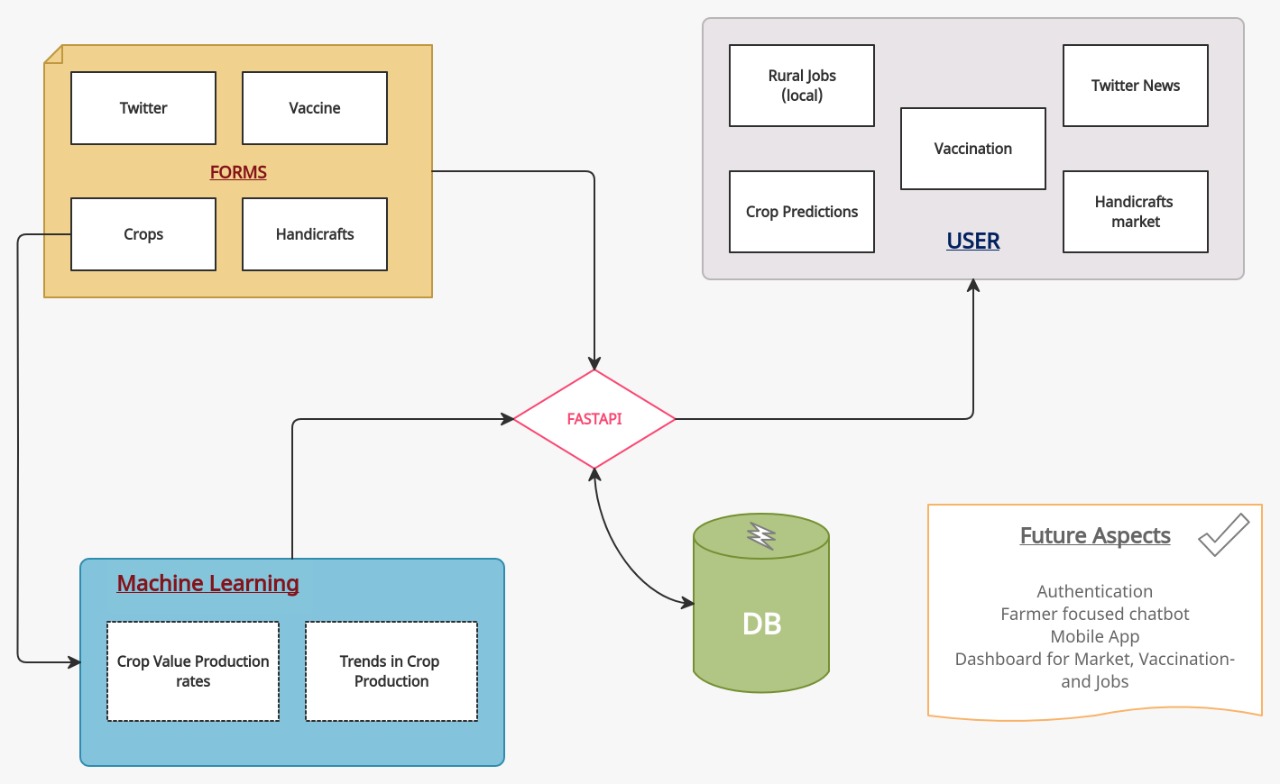 Twitter
Vaccine
FORMS
Crops
Handicrafts
Rural Jobs
(local)
Twitter News
Vaccination
Crop Predictions
Handicrafts
market
USER
FASTAPI
Machine Learning
Crop Value Production
rates
Trends in Crop
Production
DB
Future Aspects
Authentication
Farmer focused chatbot
Mobile App
Dashboard for Market, Vaccination-
and Jobs